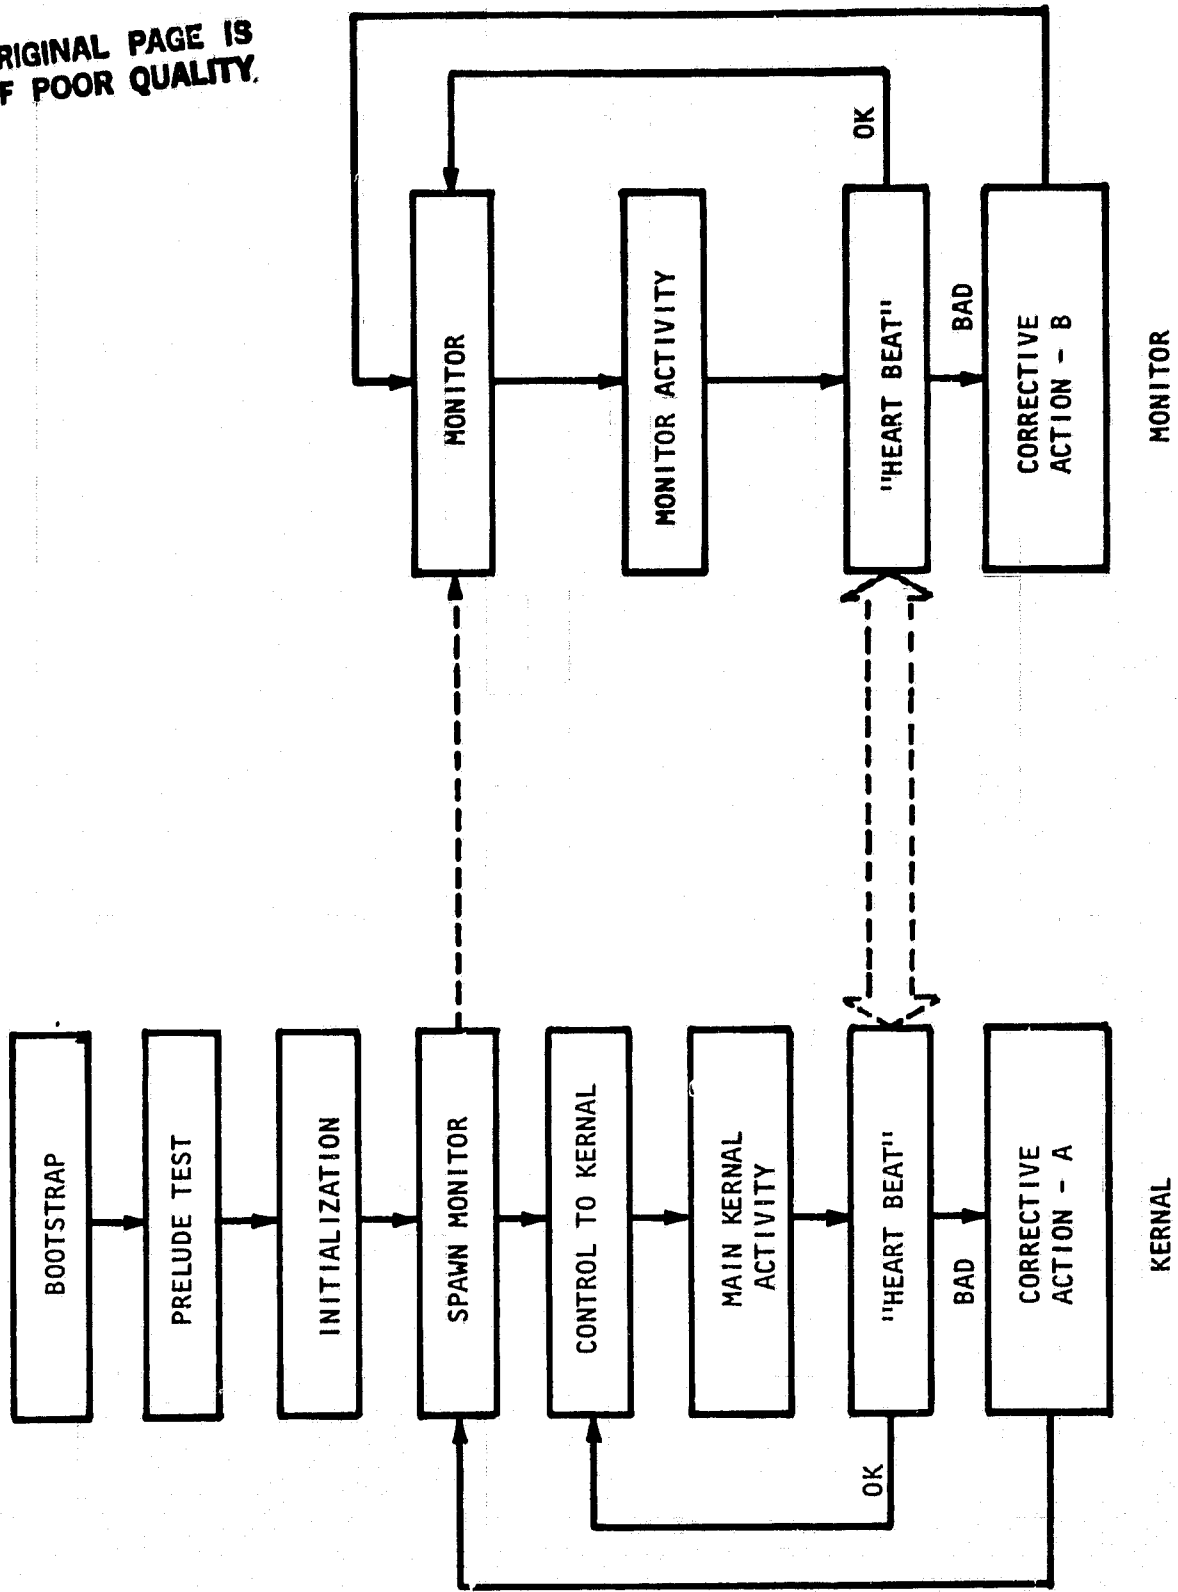 RIGINAL PAGE IS
F POOR QUALITY.
BOOTSTRAP
PRELUDE TEST
INITIALIZATION
SPAWN MONITOR
CONTROL TO KERNAL
MAIN KERNAL
ACTIVITY
"HEART BEAT"
OK
BAD
CORRECTIVE
ACTION - A
KERNAL
MONITOR
MONITOR ACTIVITY
"HEART BEAT"
OK
BAD
CORRECTIVE
ACTION - B
MONITOR